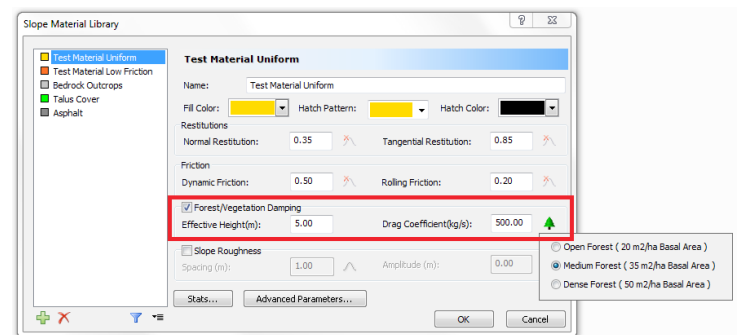 Slope Material Library
Test Material Uniform
Test Material Low Friction
Bedrock Outcrops
Talus Cover
Asphalt
Test Material Uniform
Name: Test Material Uniform
Fill Color: Hatch Pattern: Hatch Color:
Restitutions
Normal Restitution: 0.35 Tangential Restitution: 0.85
Friction
Dynamic Friction: 0.50 Rolling Friction: 0.20
Forest/Vegetation Damping
Effective Height(m): 5.00 Drag Coefficient(kg/s): 500.00
Open Forest ( 20 m2/ha Basal Area )
Medium Forest ( 35 m2/ha Basal Area )
Dense Forest ( 50 m2/ha Basal Area )
Slope Roughness
Spacing (m): 1.00 Amplitude (m): 0.00
Stats... Advanced Parameters...
OK Cancel